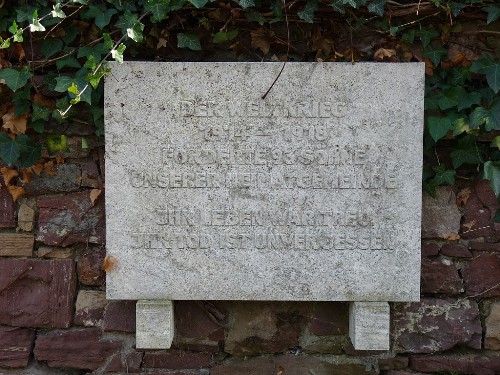 DER WELTKRIEG
1914 – 1918
FORDERTE 93 SÖHNE
UNSERER HEIMATGEMEINDE
IHR LEBEN WAR TREU
IHR TOD IST UNVERGESSEN